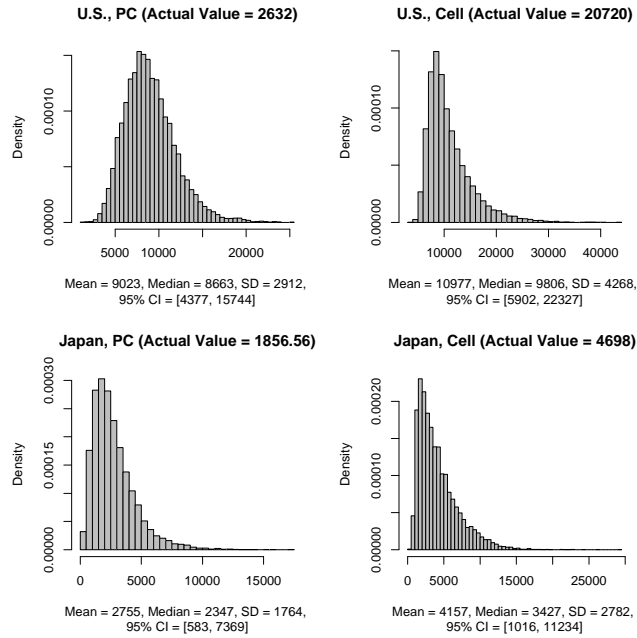 U.S., PC (Actual Value = 2632)
Density
0.00000 0.00010
5000 10000 20000
Mean = 9023, Median = 8663, SD = 2912,
95% CI = [4377, 15744]
U.S., Cell (Actual Value = 20720)
Density
0.00000 0.00010
10000 20000 30000 40000
Mean = 10977, Median = 9806, SD = 4268,
95% CI = [5902, 22327]
Japan, PC (Actual Value = 1856.56)
Density
0.00000 0.00015 0.00030
0 5000 10000 15000
Mean = 2755, Median = 2347, SD = 1764,
95% CI = [583, 7369]
Japan, Cell (Actual Value = 4698)
Density
0.00000 0.00010 0.00020
0 5000 15000 25000
Mean = 4157, Median = 3427, SD = 2782,
95% CI = [1016, 11234]